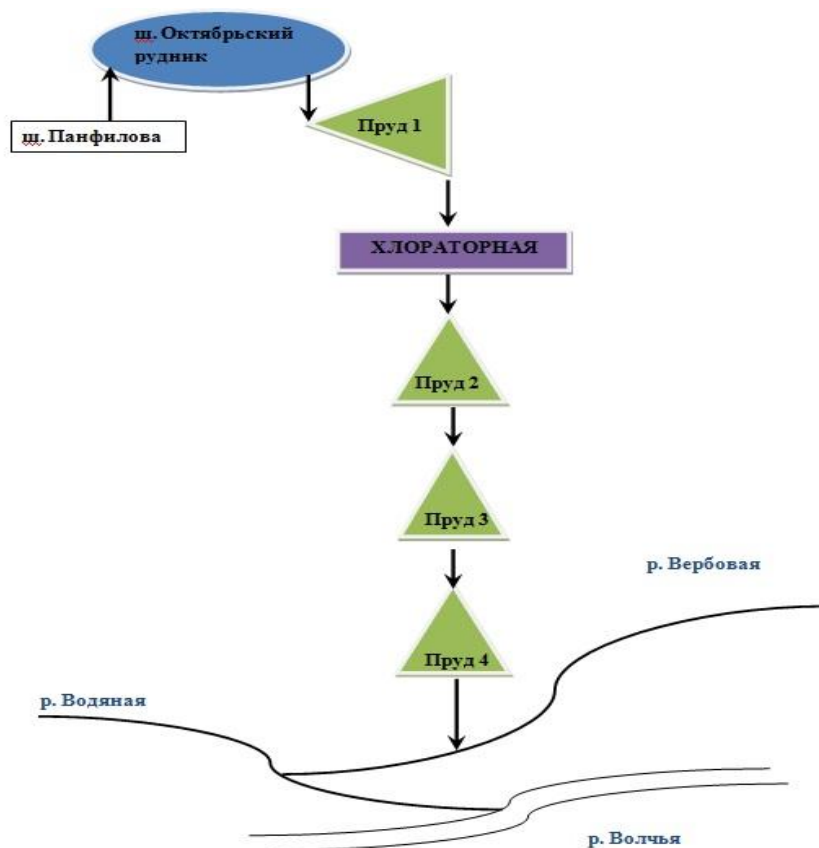 ш. Октябрьский
рудник
ш. Панфилова
Пруд 1
ХЛОРАТОРНАЯ
Пруд 2
Пруд 3
р. Вербовая
Пруд 4
р. Водяная
р. Волчья